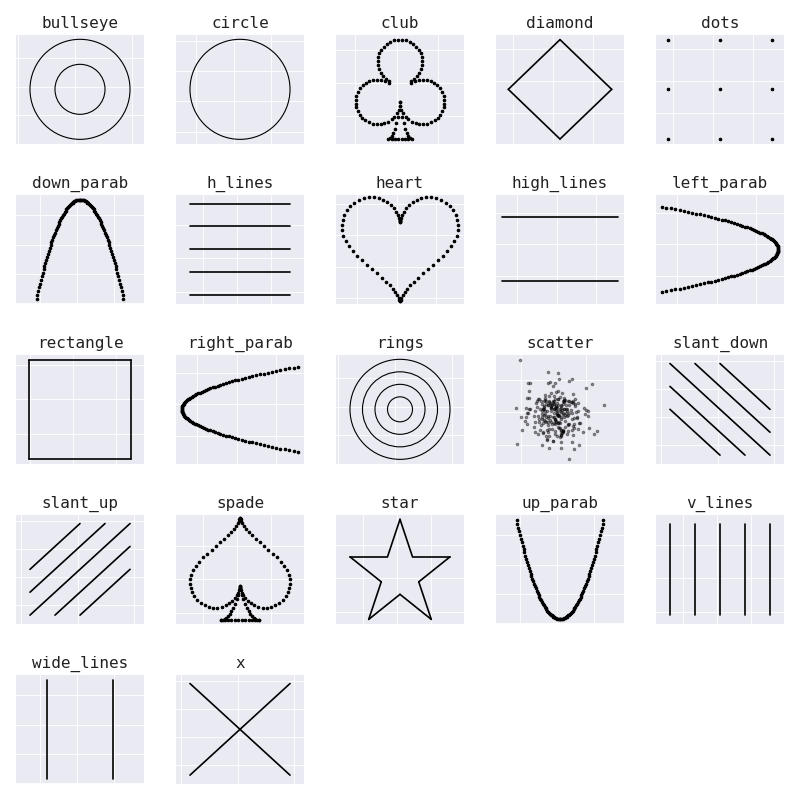 bullseye circle club diamond dots
down_parab h_lines heart high_lines left_parab
rectangle right_parab rings scatter slant_down
slant_up spade star up_parab v_lines
wide_lines x